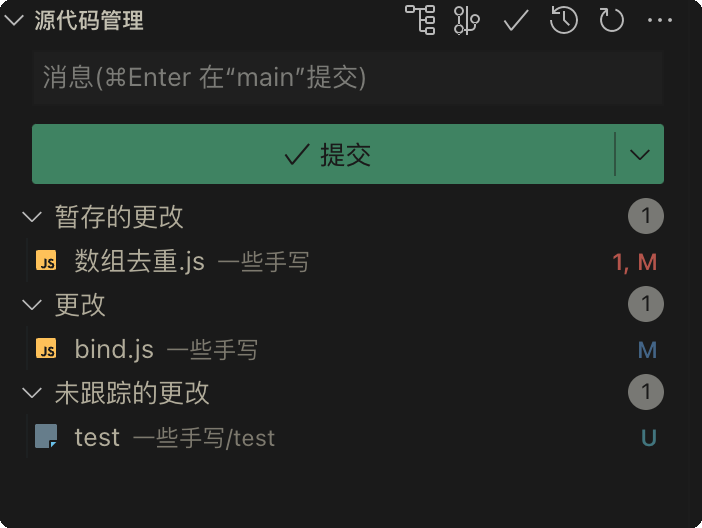 源代码管理
消息(⌘Enter 在“main”提交)
提交
暂存的更改 1
JS 数组去重.js 一些手写 1, M
更改 1
JS bind.js 一些手写 M
未跟踪的更改 1
test 一些手写/test U